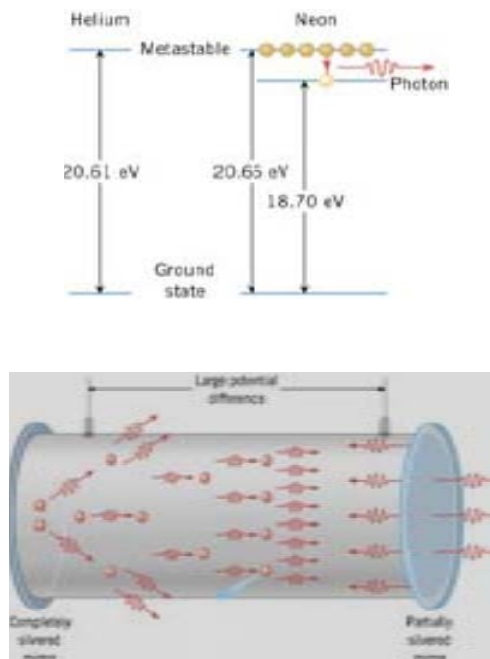 Helium Neon
Metastable
Photon
20.61 eV 20.66 eV
18.70 eV
Ground
state
Large potential
difference
Completely Partially
silvered silvered